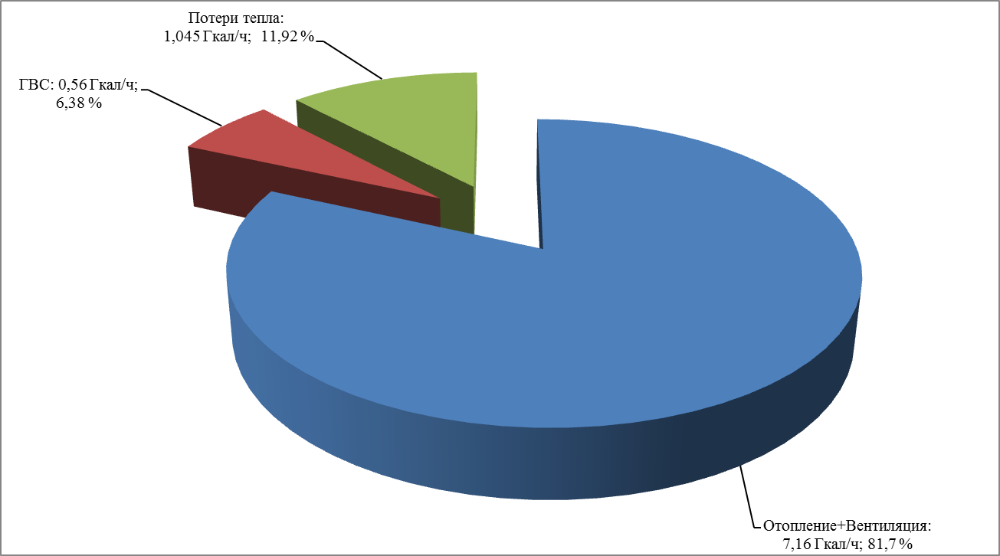 Потери тепла:
1,045 Гкал/ч; 11,92 %
ГВС: 0,56 Гкал/ч;
6,38 %
Отопление+Вентиляция:
7,16 Гкал/ч; 81,7 %